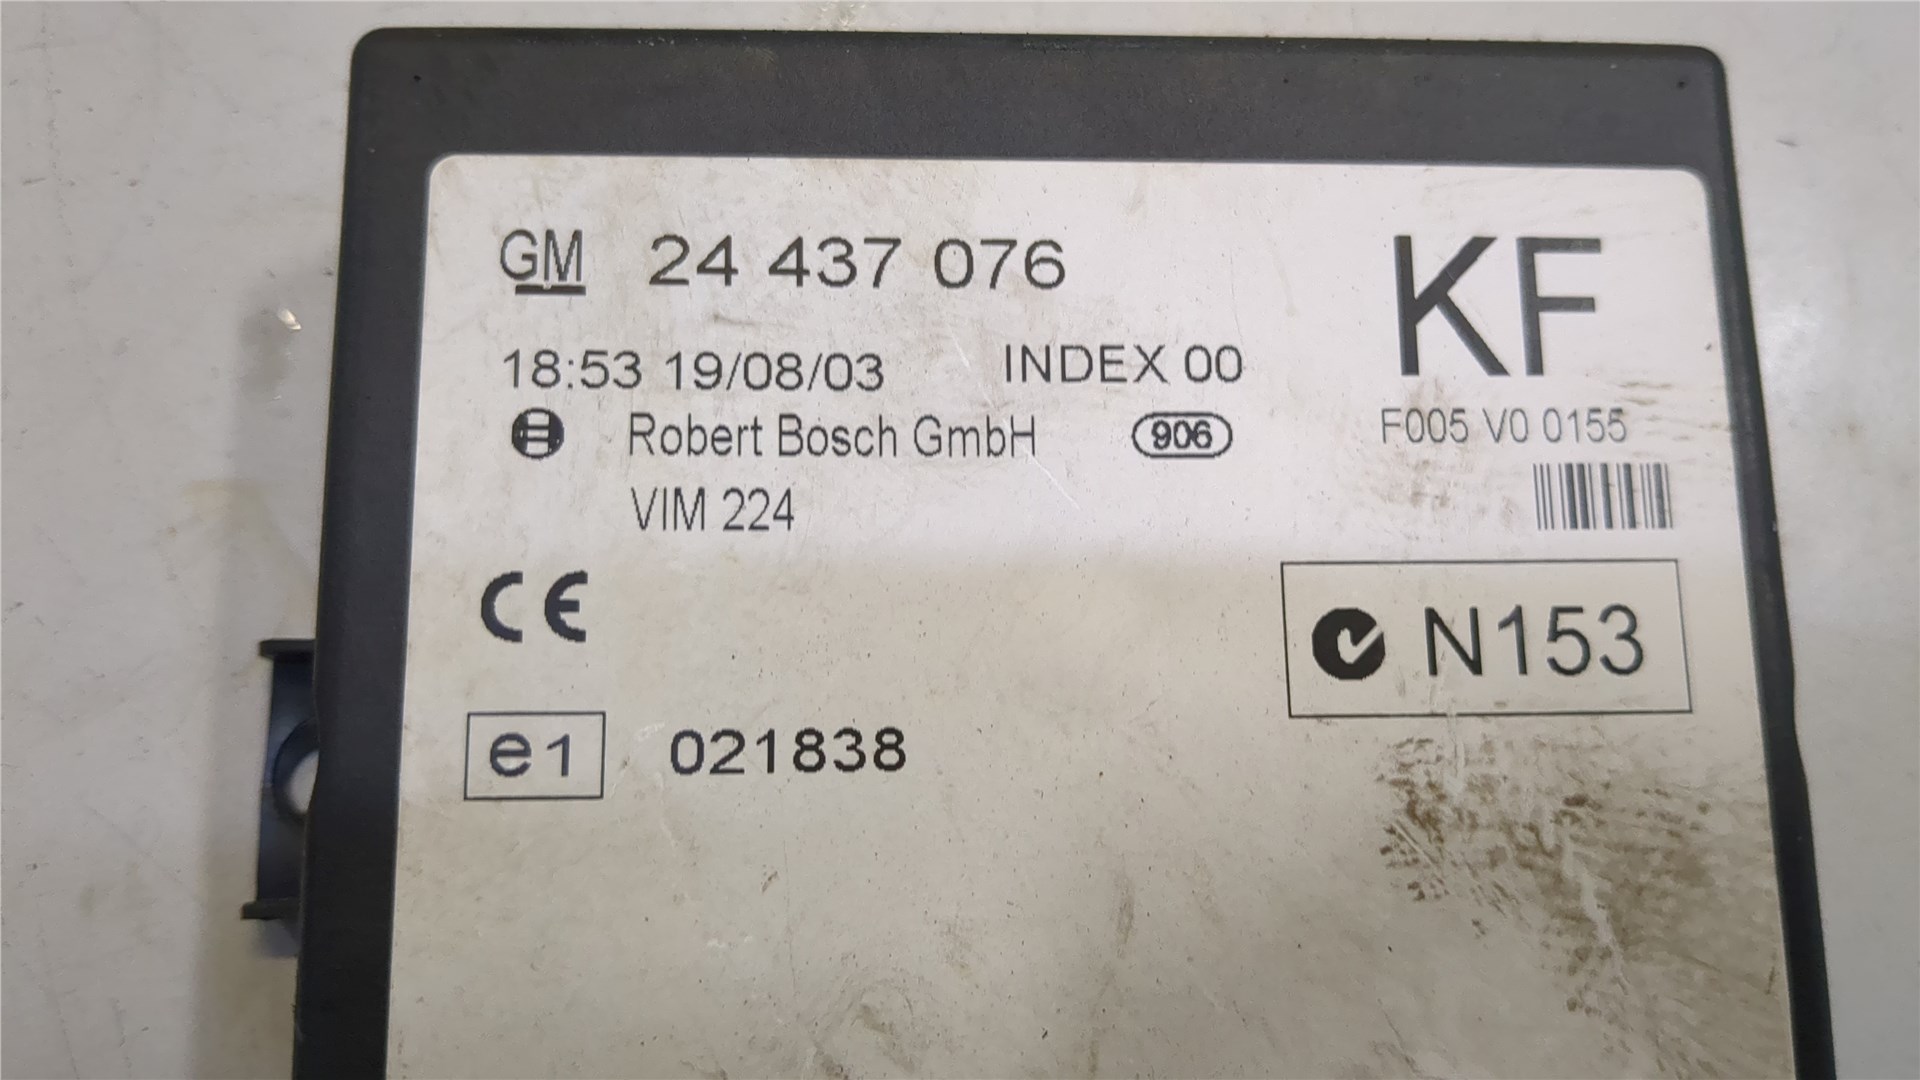 GM 24 437 076
KF
18:53 19/08/03 INDEX 00
Robert Bosch GmbH 906
F005 V0 0155
VIM 224
CE
N153
e1 021838